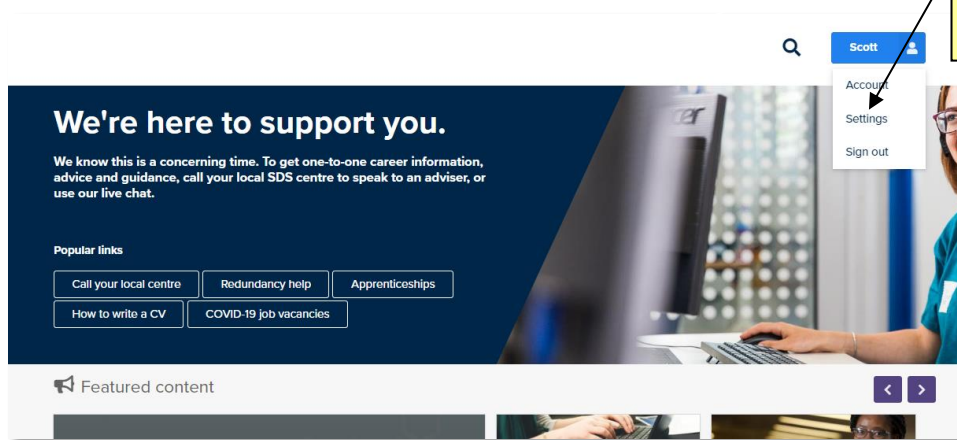 Scott
Account
Settings
Sign out
acer
We're here to support you.
We know this is a concerning time. To get one-to-one career information,
advice and guidance, call your local SDS centre to speak to an adviser, or
use our live chat.
Popular links
Call your local centre
Redundancy help
Apprenticeships
How to write a CV
COVID-19 job vacancies
Featured content